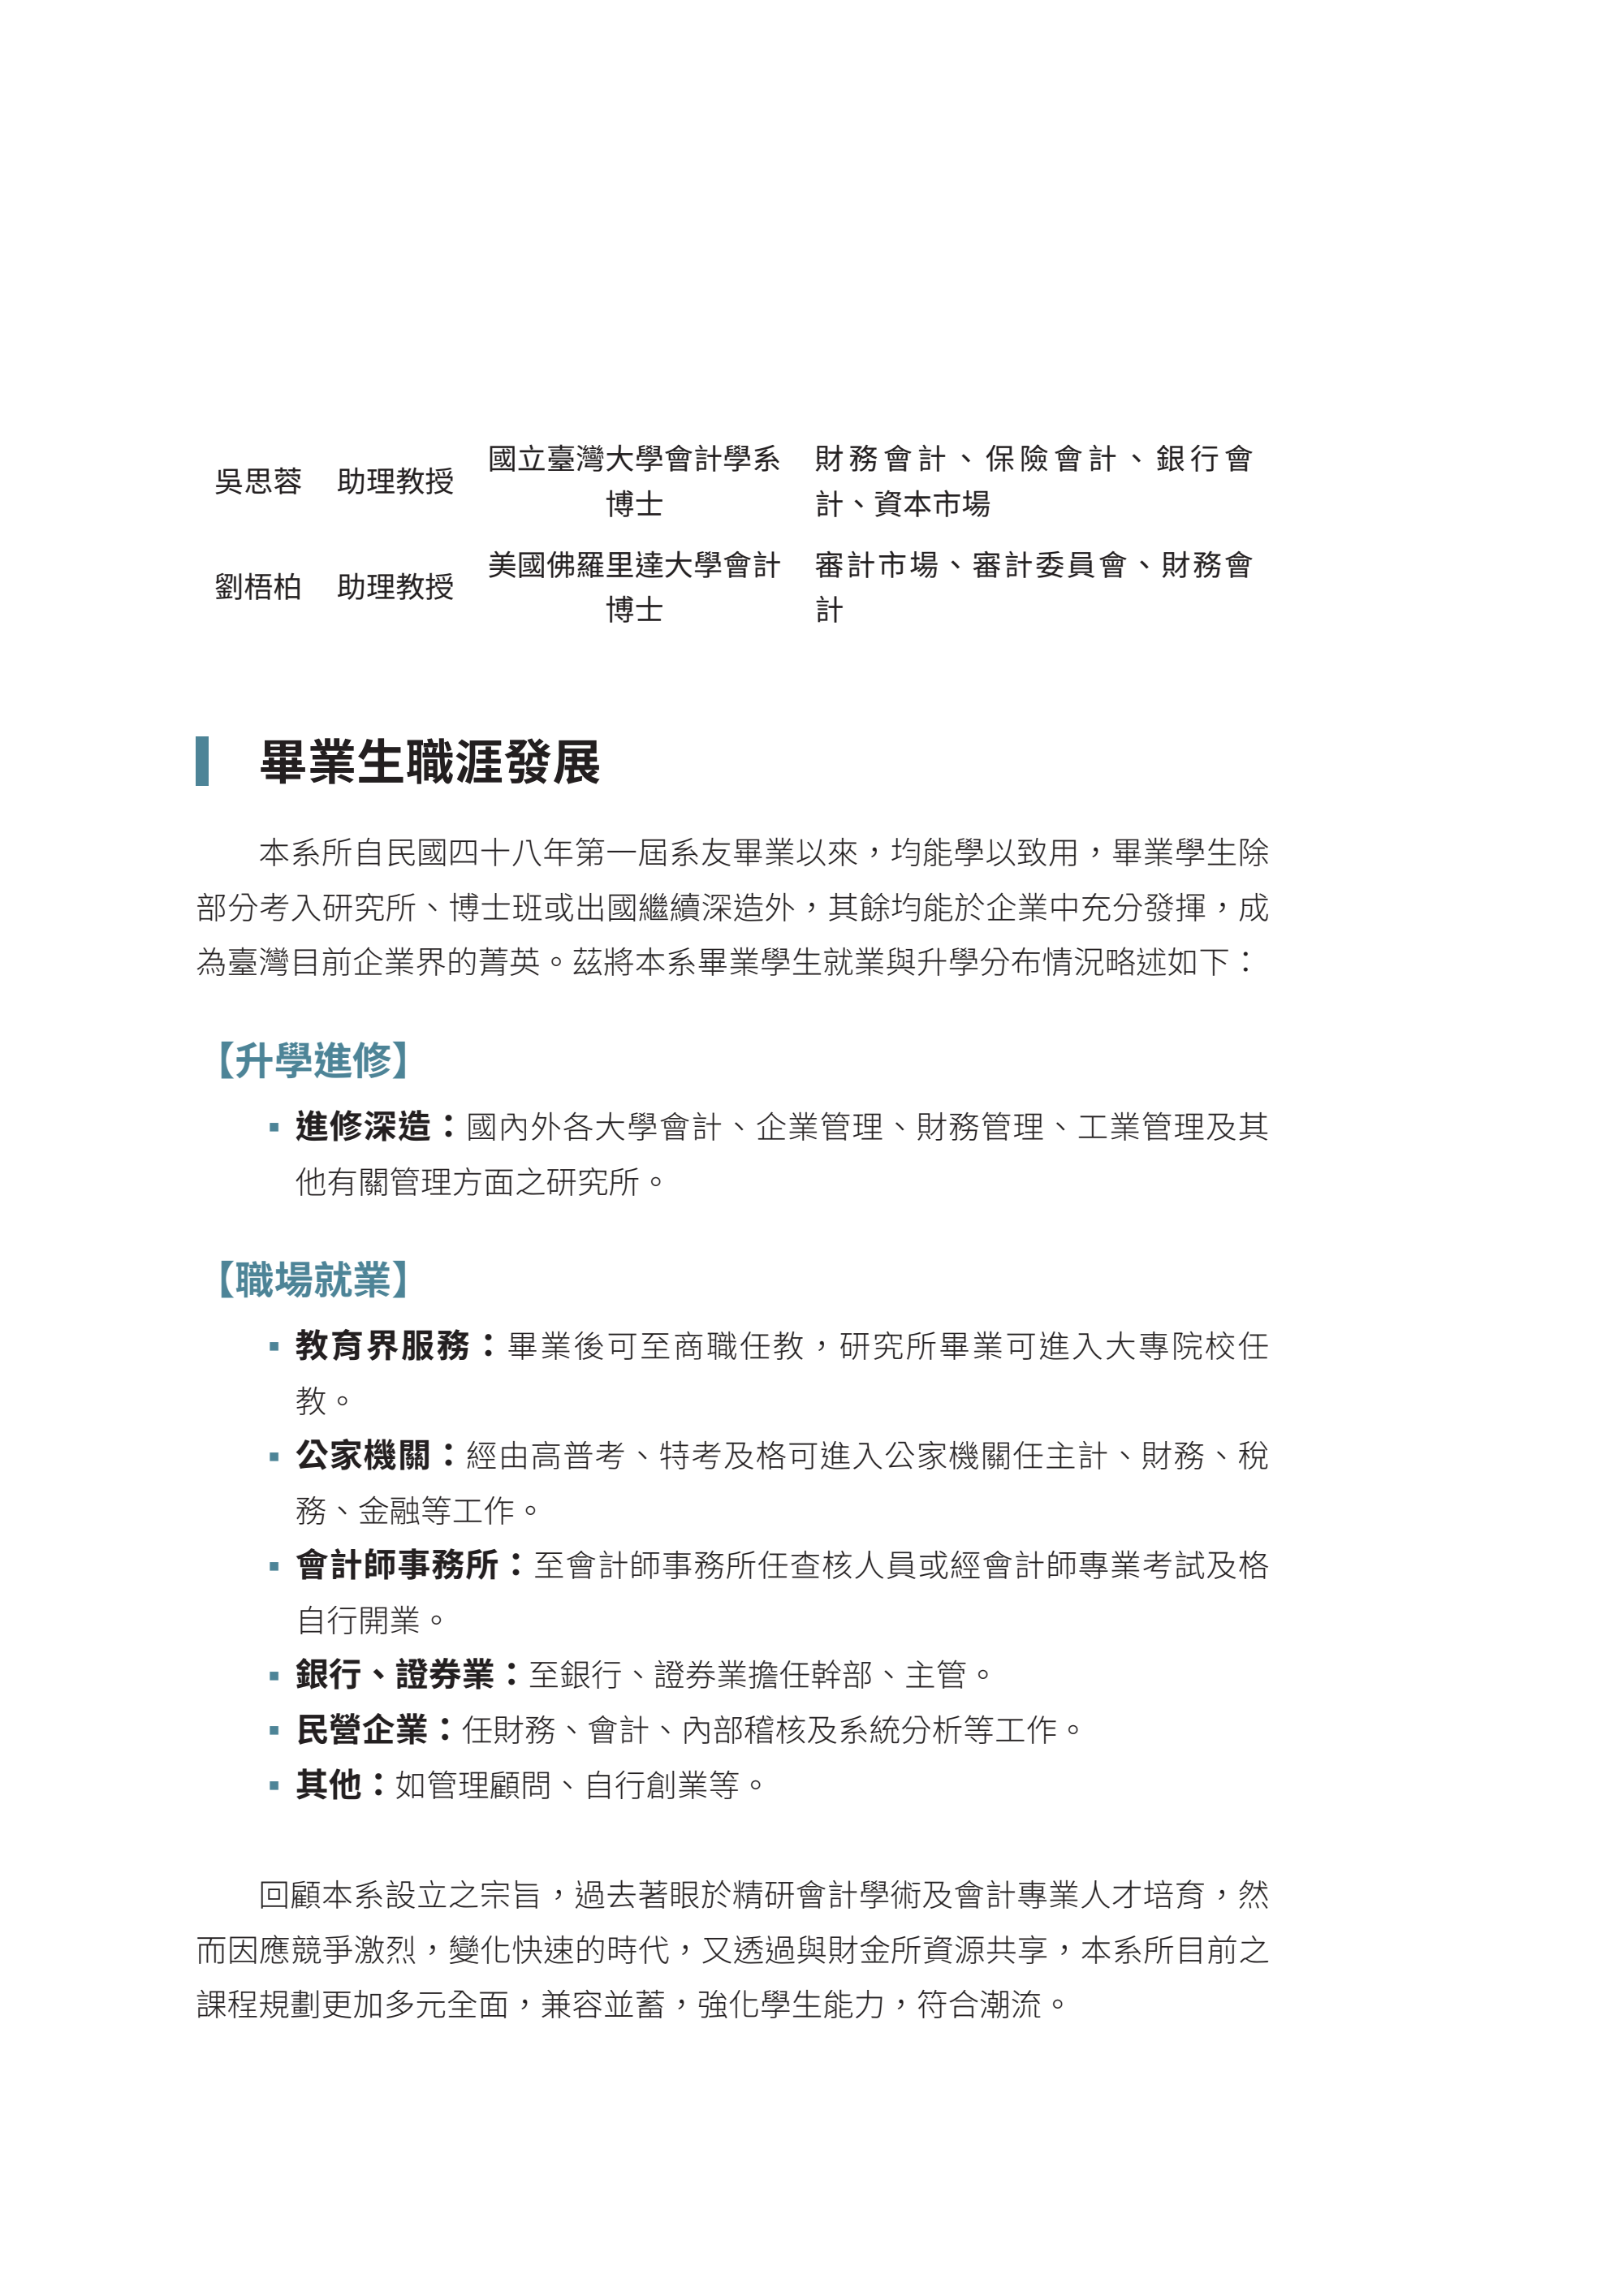 吳思蓉 助理教授 國立臺灣大學會計學系 財務會計、保險會計、銀行會
博士 計、資本市場
劉梧柏 助理教授 美國佛羅里達大學會計 審計市場、審計委員會、財務會
博士 計
畢業生職涯發展
本系所自民國四十八年第一屆系友畢業以來，均能學以致用，畢業學生除
部分考入研究所、博士班或出國繼續深造外，其餘均能於企業中充分發揮，成
為臺灣目前企業界的菁英。茲將本系畢業學生就業與升學分布情況略述如下：
【升學進修】
▪ 進修深造：國內外各大學會計、企業管理、財務管理、工業管理及其
他有關管理方面之研究所。
【職場就業】
▪ 教育界服務：畢業後可至商職任教，研究所畢業可進入大專院校任
教。
▪ 公家機關：經由高普考、特考及格可進入公家機關任主計、財務、稅
務、金融等工作。
▪ 會計師事務所：至會計師事務所任查核人員或經會計師專業考試及格
自行開業。
▪ 銀行、證券業：至銀行、證券業擔任幹部、主管。
▪ 民營企業：任財務、會計、內部稽核及系統分析等工作。
▪ 其他：如管理顧問、自行創業等。
回顧本系設立之宗旨，過去著眼於精研會計學術及會計專業人才培育，然
而因應競爭激烈，變化快速的時代，又透過與財金所資源共享，本系所目前之
課程規劃更加多元全面，兼容並蓄，強化學生能力，符合潮流。